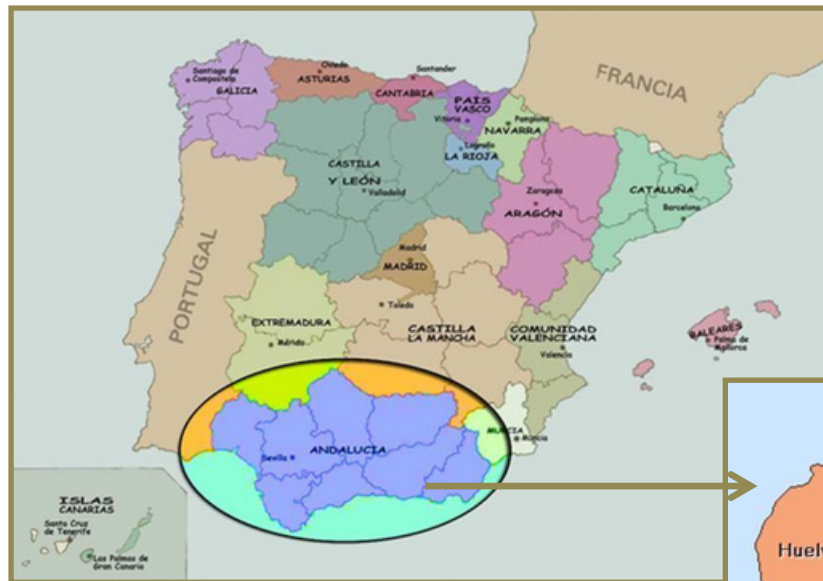 Oviedo
Santander
Santiago de
Compostela
GALICIA
ASTURIAS
CANTABRIA
PAIS
VASCO
Vitoria
Pamplona
NAVARRA
FRANCIA
Logroño
LA RIOJA
CASTILLA
Y LEÓN
Valladolid
Zaragoza
ARAGÓN
CATALUÑA
Barcelona
PORTUGAL
Madrid
MADRID
Toledo
EXTREMADURA
Mérida
CASTILLA
LA MANCHA
COMUNIDAD
VALENCIANA
Valencia
BALEARES
Palma de
Mallorca
MURCIA
Murcia
Sevilla
ANDALUCIA
ISLAS
CANARIAS
Santa Cruz
de Tenerife
Las Palmas de
Gran Canaria
Huelv